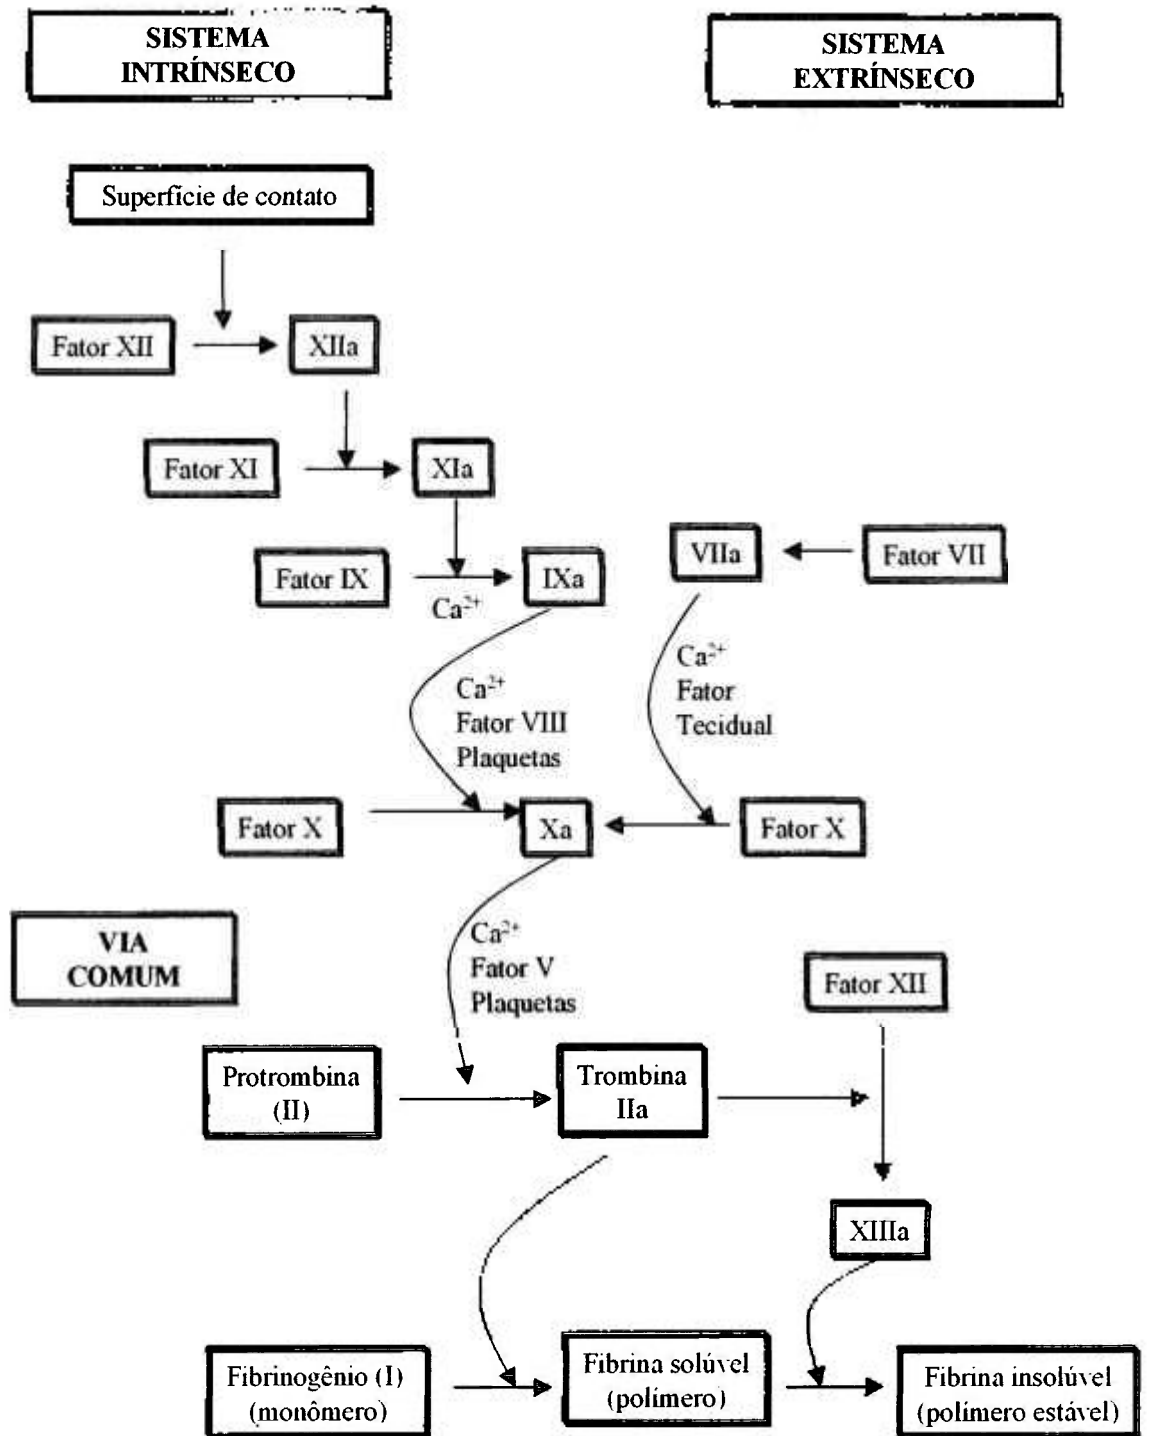 SISTEMA
INTRÍNSECO
SISTEMA
EXTRÍNSECO
Superfície de contato
Fator XII
XIIa
Fator XI
XIa
Fator IX
Ca²⁺
IXa
VIIa
Fator VII
Ca²⁺
Fator VIII
Plaquetas
Ca²⁺
Fator
Tecidual
Fator X
Xa
Fator X
VIA
COMUM
Ca²⁺
Fator V
Plaquetas
Fator XII
Protrombina
(II)
Trombina
IIa
XIIIa
Fibrinogênio (I)
(monômero)
Fibrina solúvel
(polímero)
Fibrina insolúvel
(polímero estável)